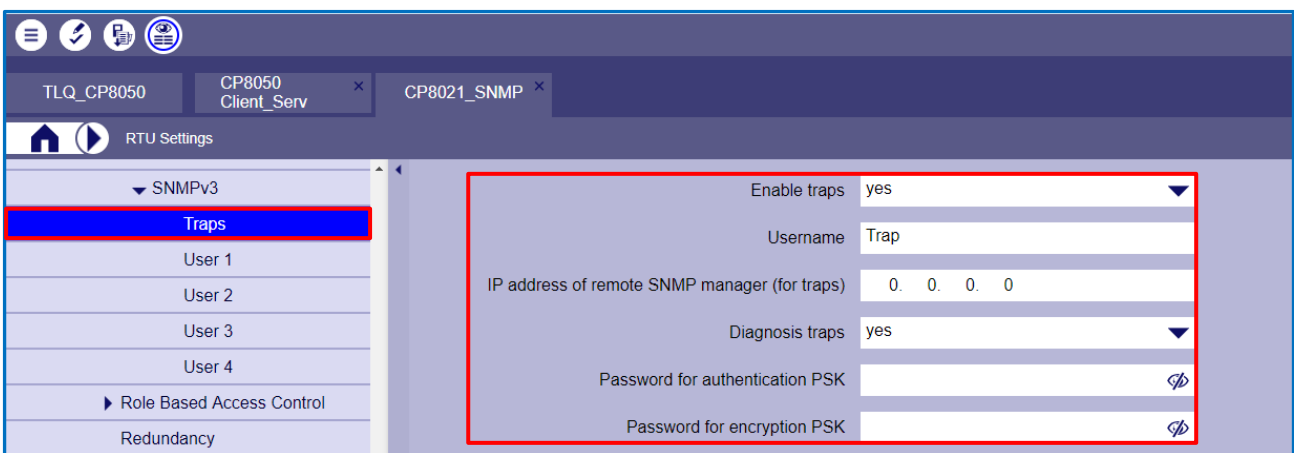 TLQ_CP8050
CP8050
Client_Serv
×
CP8021_SNMP ×
RTU Settings
SNMPv3
Traps
User 1
User 2
User 3
User 4
Role Based Access Control
Redundancy
Enable traps yes
Username Trap
IP address of remote SNMP manager (for traps) 0. 0. 0. 0
Diagnosis traps yes
Password for authentication PSK
Password for encryption PSK